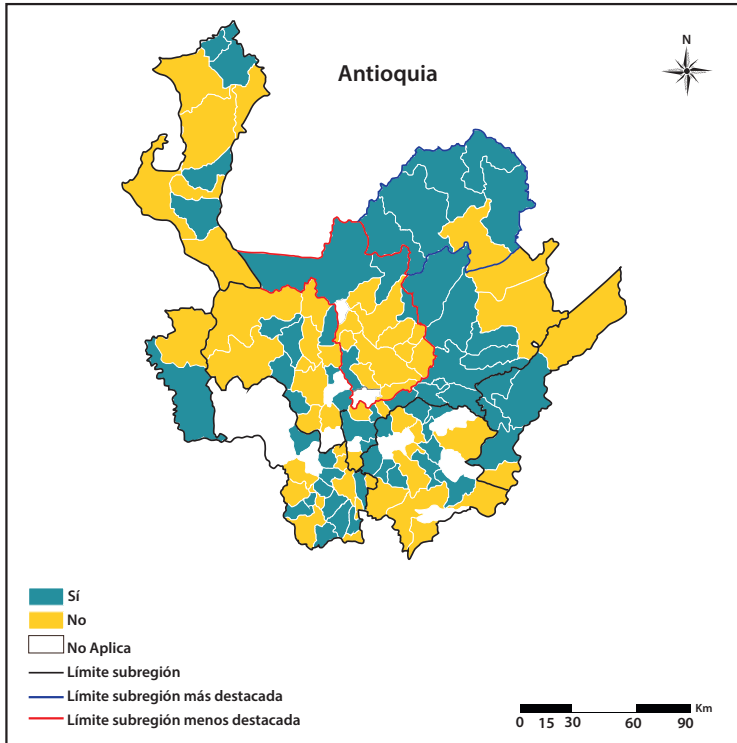 N
Antioquia
Sí
No
No Aplica
Límite subregión
Límite subregión más destacada
Límite subregión menos destacada
Km
0 15 30 60 90